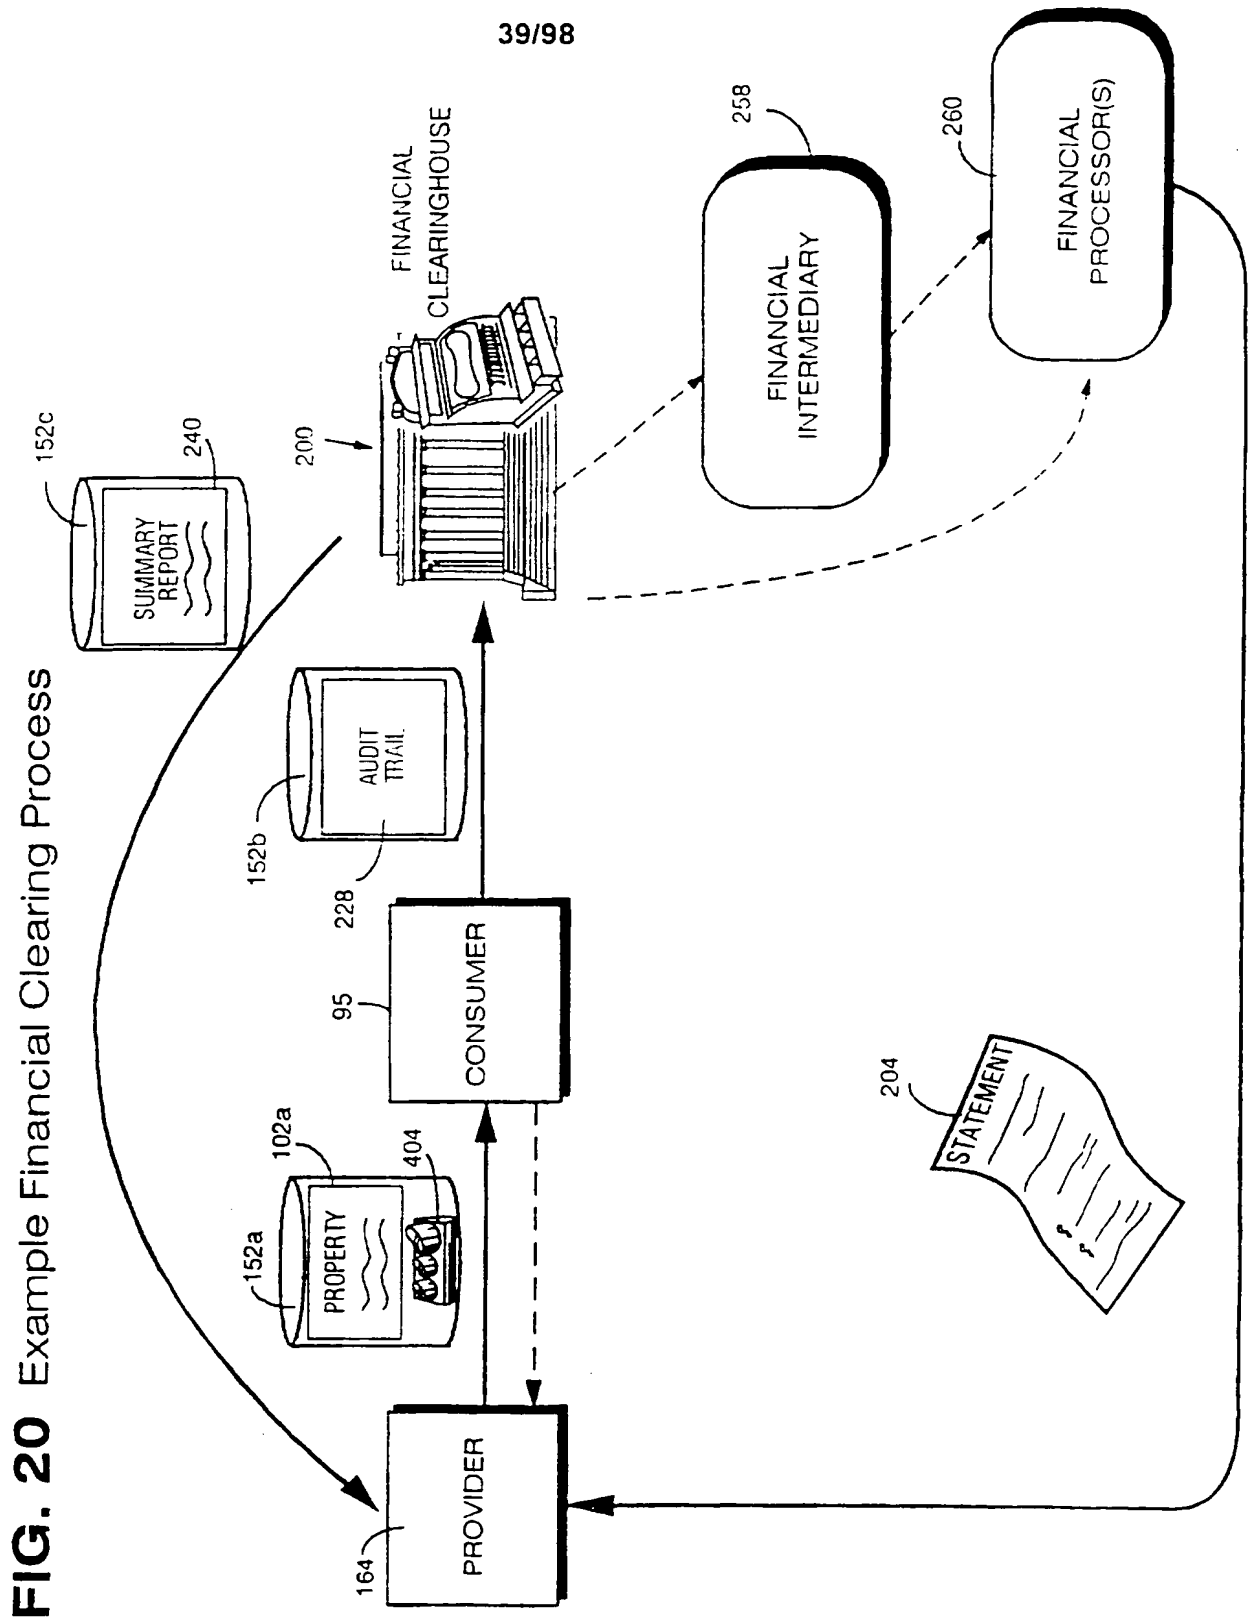 39/98
FIG. 20 Example Financial Clearing Process
152c
SUMMARY
REPORT
240
200
FINANCIAL
CLEARINGHOUSE
152b
AUDIT
TRAIL
228
152a
PROPERTY
102a
404
95
CONSUMER
164
PROVIDER
258
FINANCIAL
INTERMEDIARY
260
FINANCIAL
PROCESSOR(S)
204
STATEMENT